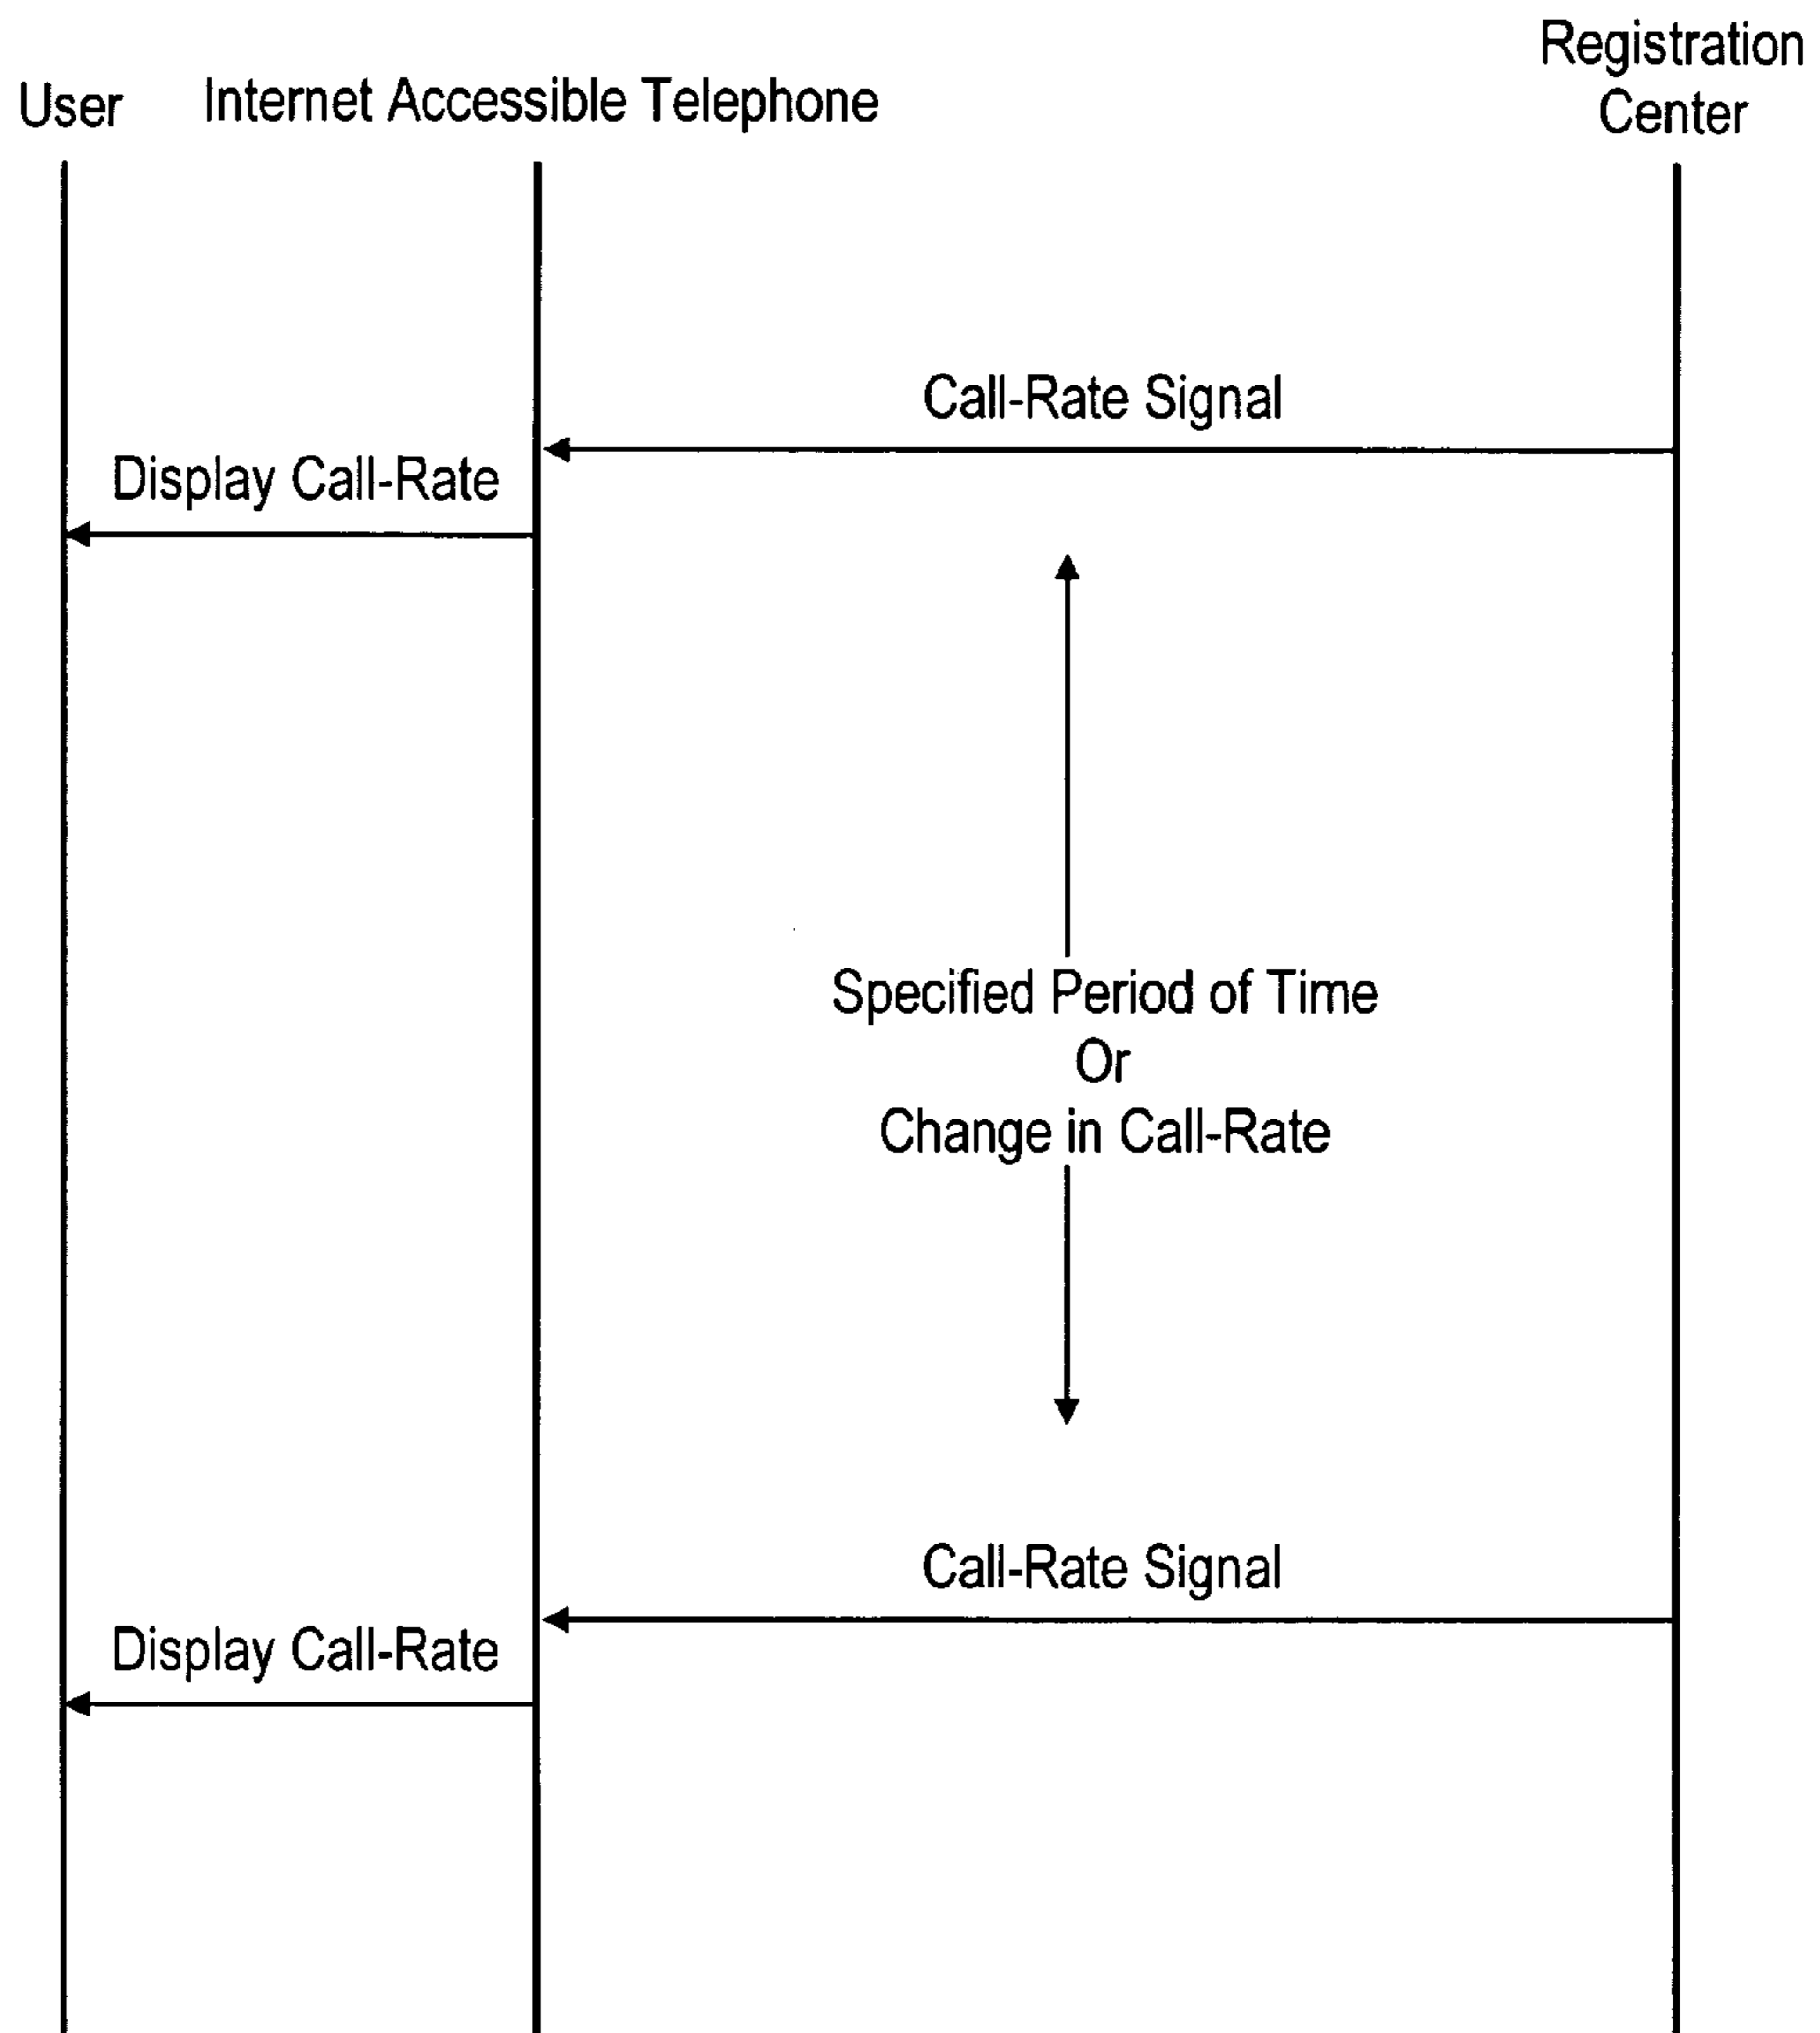 User
Internet Accessible Telephone
Registration
Center
Call-Rate Signal
Display Call-Rate
Specified Period of Time
Or
Change in Call-Rate
Call-Rate Signal
Display Call-Rate